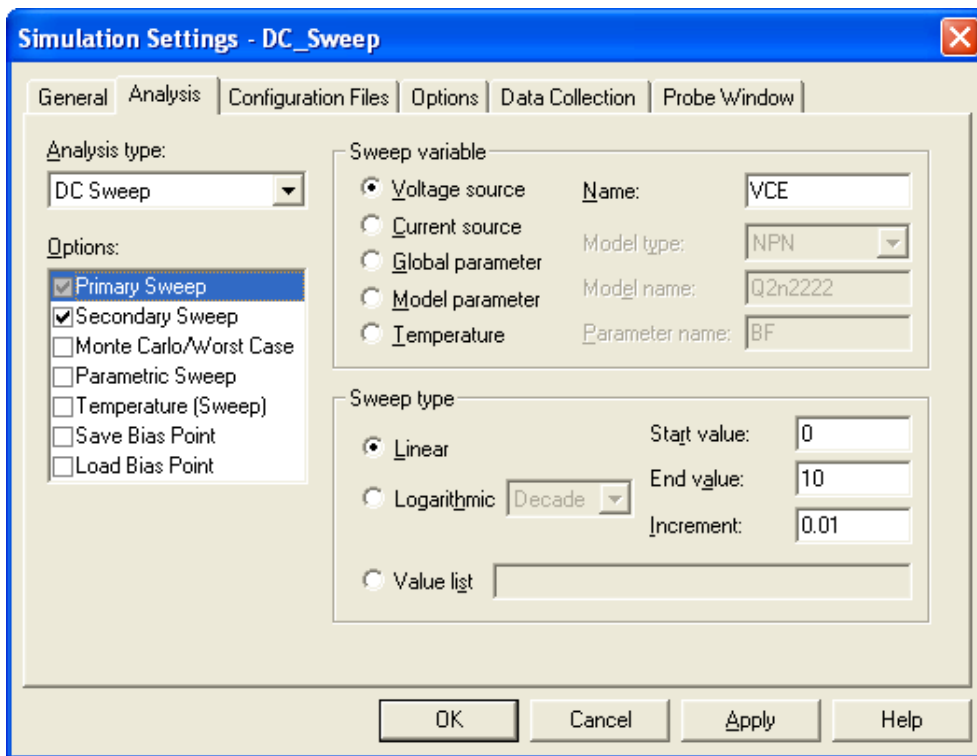 Simulation Settings - DC_Sweep
General Analysis Configuration Files Options Data Collection Probe Window
Analysis type:
DC Sweep
Options:
Primary Sweep
Secondary Sweep
Monte Carlo/Worst Case
Parametric Sweep
Temperature (Sweep)
Save Bias Point
Load Bias Point
Sweep variable
Voltage source
Current source
Global parameter
Model parameter
Temperature
Name: VCE
Model type: NPN
Model name: Q2n2222
Parameter name: BF
Sweep type
Linear
Logarithmic Decade
Value list
Start value: 0
End value: 10
Increment: 0.01
OK Cancel Apply Help